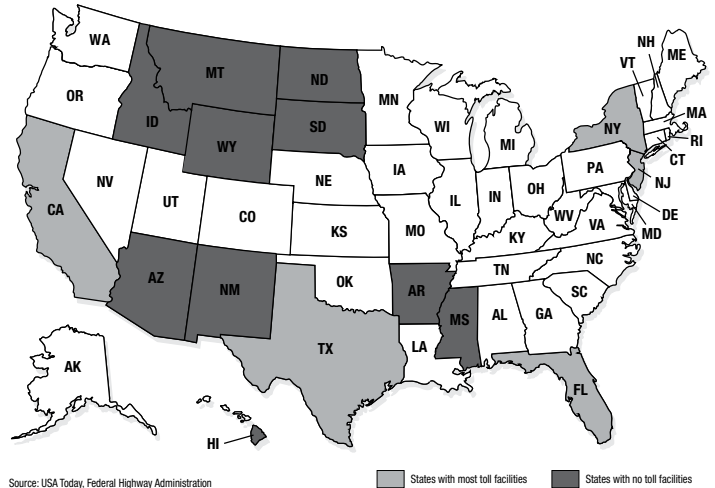 WA
OR
CA
NV
ID
MT
WY
UT
AZ
CO
NM
ND
SD
NE
KS
OK
TX
MN
IA
MO
AR
LA
WI
IL
MS
MI
IN
KY
TN
AL
OH
WV
VA
NC
SC
GA
FL
PA
NY
VT
NH
ME
MA
RI
CT
NJ
DE
MD
AK
HI
Source: USA Today, Federal Highway Administration
States with most toll facilities
States with no toll facilities